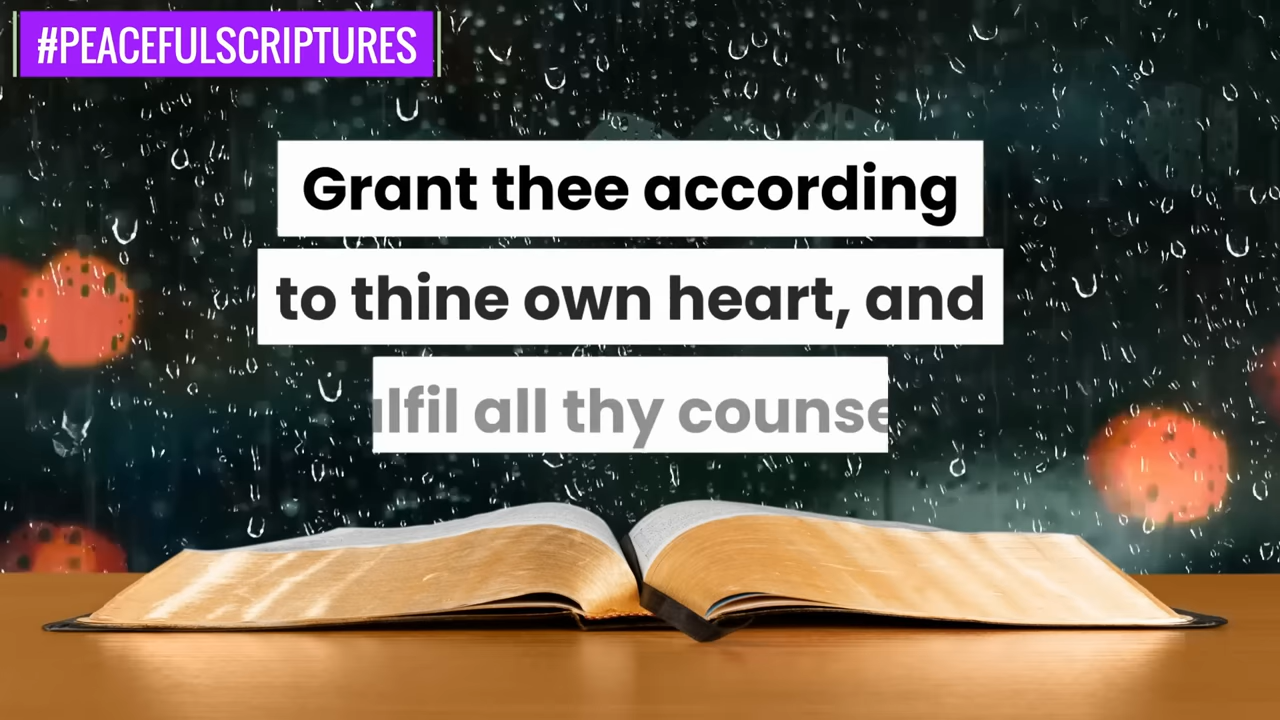 #PEACEFULSCRIPTURES
Grant thee according
to thine own heart, and
lfil all thy counse